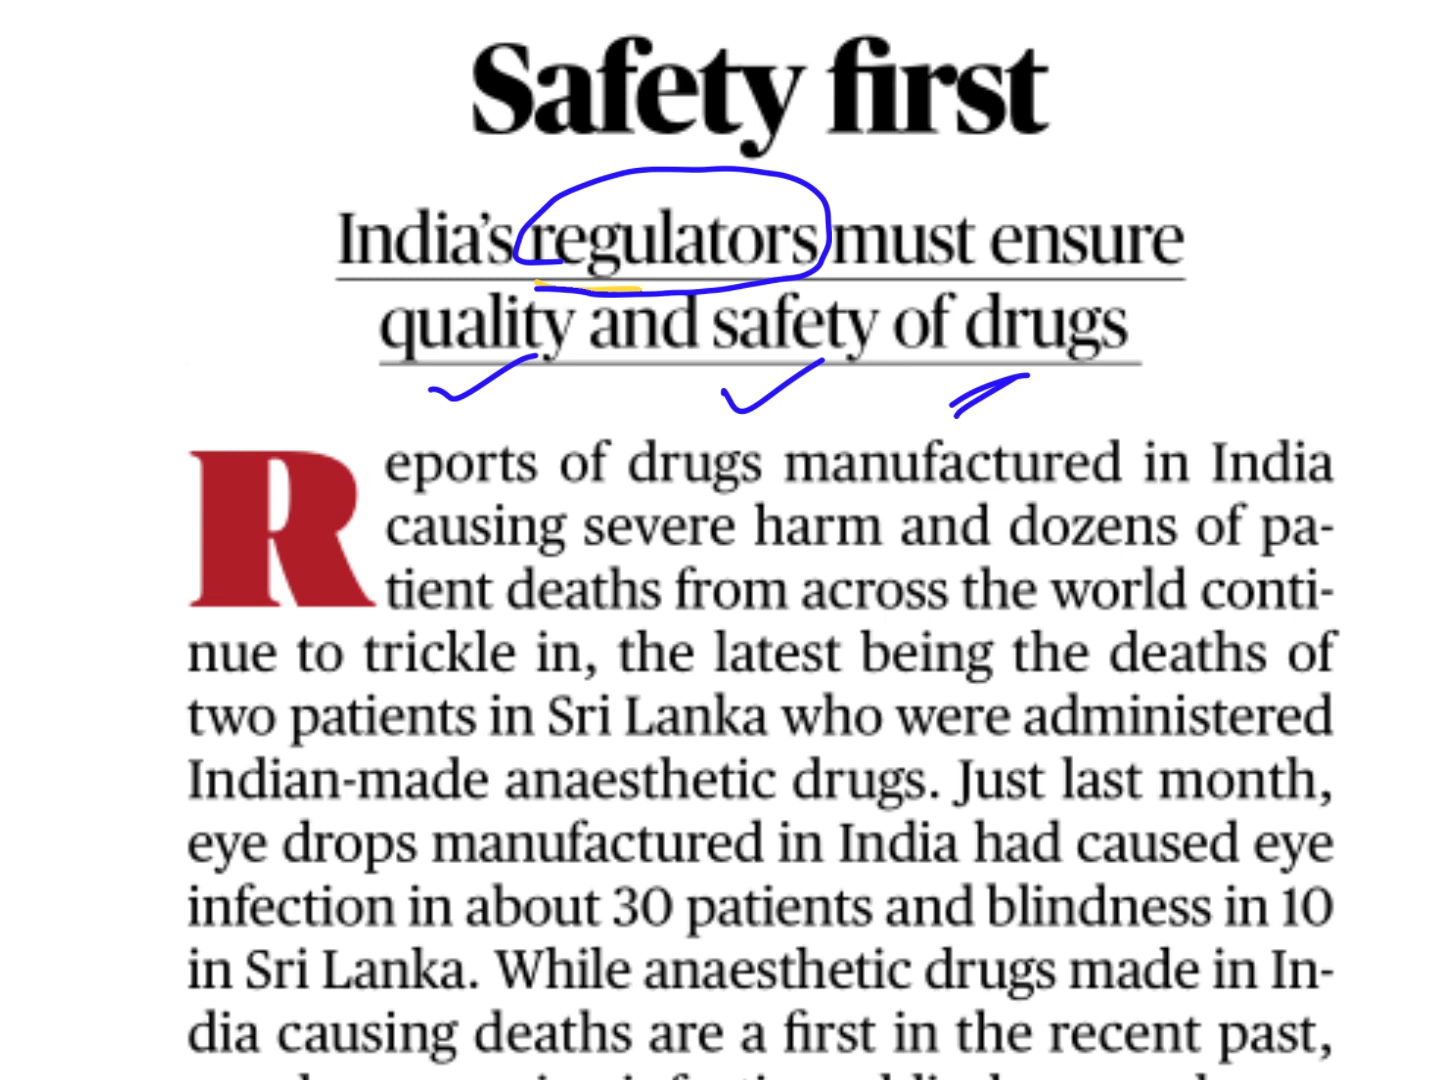 Safety first
India's regulators must ensure
quality and safety of drugs
Reports of drugs manufactured in India
causing severe harm and dozens of pa-
tient deaths from across the world conti-
nue to trickle in, the latest being the deaths of
two patients in Sri Lanka who were administered
Indian-made anaesthetic drugs. Just last month,
eye drops manufactured in India had caused eye
infection in about 30 patients and blindness in 10
in Sri Lanka. While anaesthetic drugs made in In-
dia causing deaths are a first in the recent past,